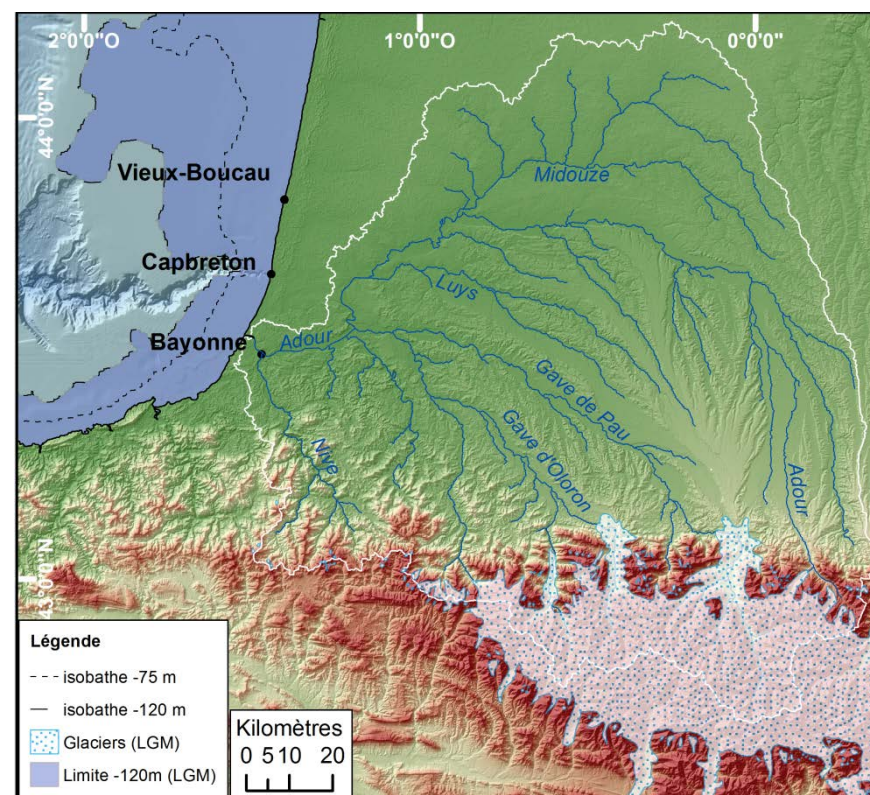 2°0'0"O
1°0'0"O
0°0'0"
44°0'0"N
Vieux-Boucau
Midouze
Capbreton
Luys
Bayonne
Adour
Gave de Pau
Gave d'Oloron
Nive
Adour
43°0'0"N
Légende
isobathe -75 m
isobathe -120 m
Glaciers (LGM)
Limite -120m (LGM)
Kilomètres
0 5 10 20